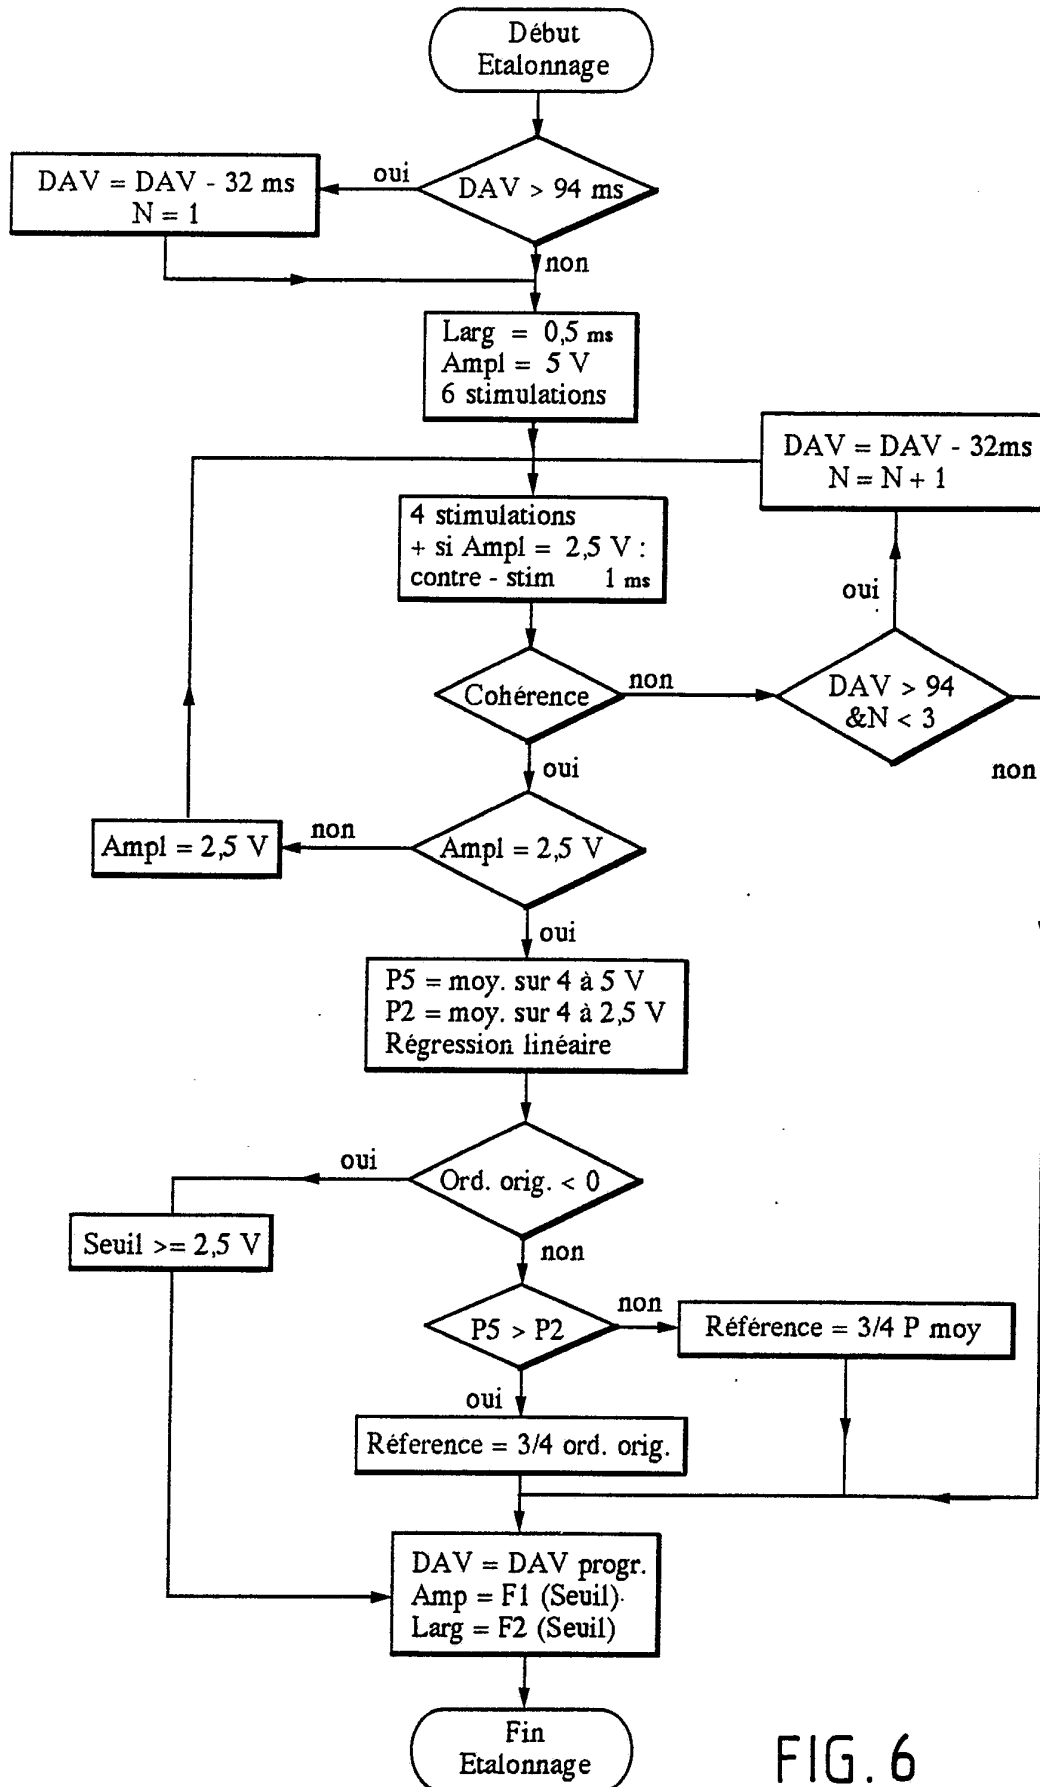 Début
Etalonnage
DAV > 94 ms
oui
DAV = DAV - 32 ms
N = 1
non
Larg = 0,5 ms
Ampl = 5 V
6 stimulations
DAV = DAV - 32ms
N = N + 1
4 stimulations
+ si Ampl = 2,5 V :
contre - stim 1 ms
oui
Cohérence
non
DAV > 94
&N < 3
non
oui
Ampl = 2,5 V
non
Ampl = 2,5 V
oui
P5 = moy. sur 4 à 5 V
P2 = moy. sur 4 à 2,5 V
Régression linéaire
Ord. orig. < 0
oui
Seuil >= 2,5 V
non
P5 > P2
non
Référence = 3/4 P moy
oui
Réference = 3/4 ord. orig.
DAV = DAV progr.
Amp = F1 (Seuil)
Larg = F2 (Seuil)
Fin
Etalonnage
FIG. 6